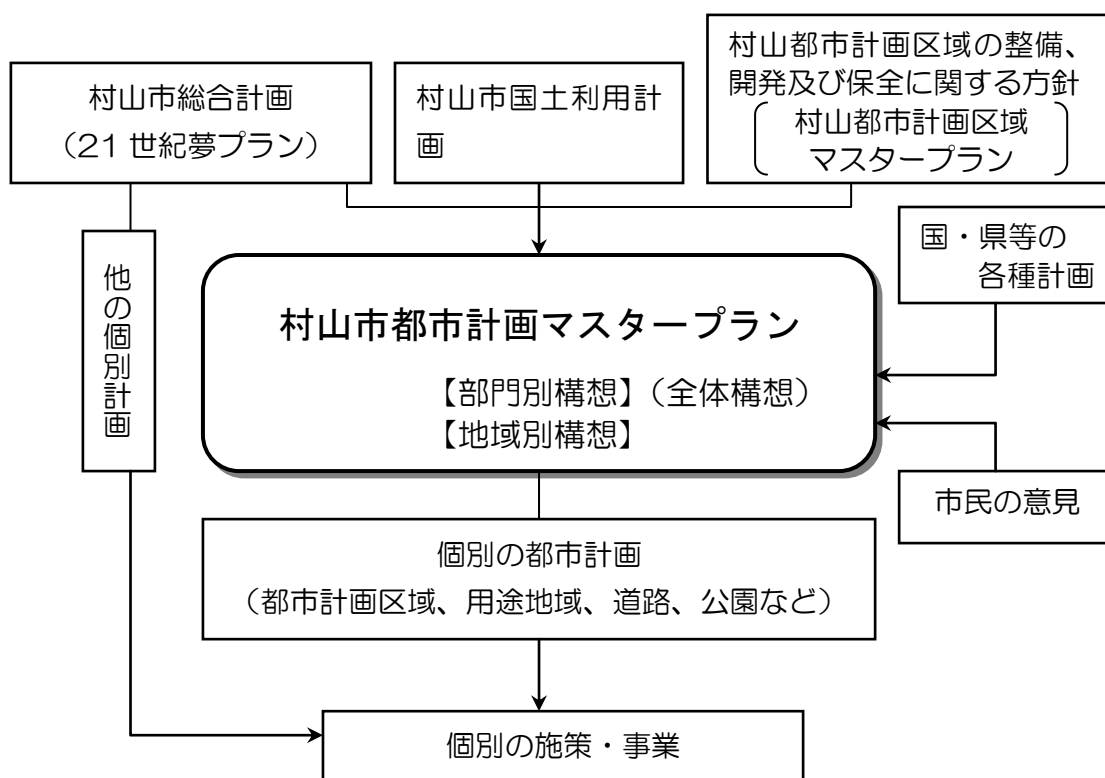 村山市総合計画
（21 世紀夢プラン）
村山市国土利用計
画
村山都市計画区域の整備、
開発及び保全に関する方針
村山都市計画区域
マスタープラン
国・県等の
各種計画
他の個別計画
村山市都市計画マスタープラン
【部門別構想】（全体構想）
【地域別構想】
市民の意見
個別の都市計画
（都市計画区域、用途地域、道路、公園など）
個別の施策・事業